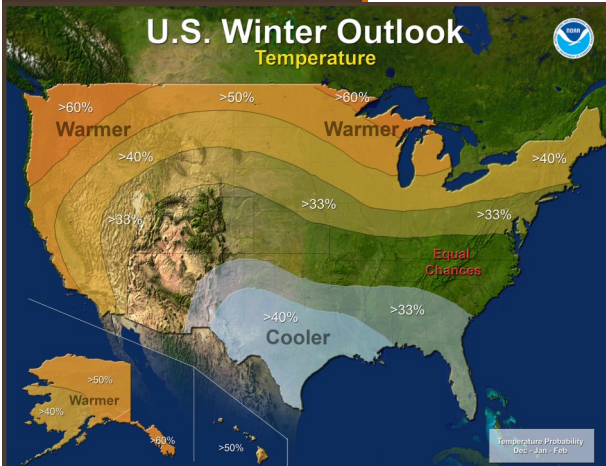 U.S. Winter Outlook
Temperature
NOAA
>60%
>50%
>60%
Warmer
Warmer
>40%
>40%
>33%
>33%
>33%
Equal
Chances
>40%
>33%
Cooler
>50%
Warmer
>40%
>60%
>50%
Temperature Probability
Dec - Jan - Feb